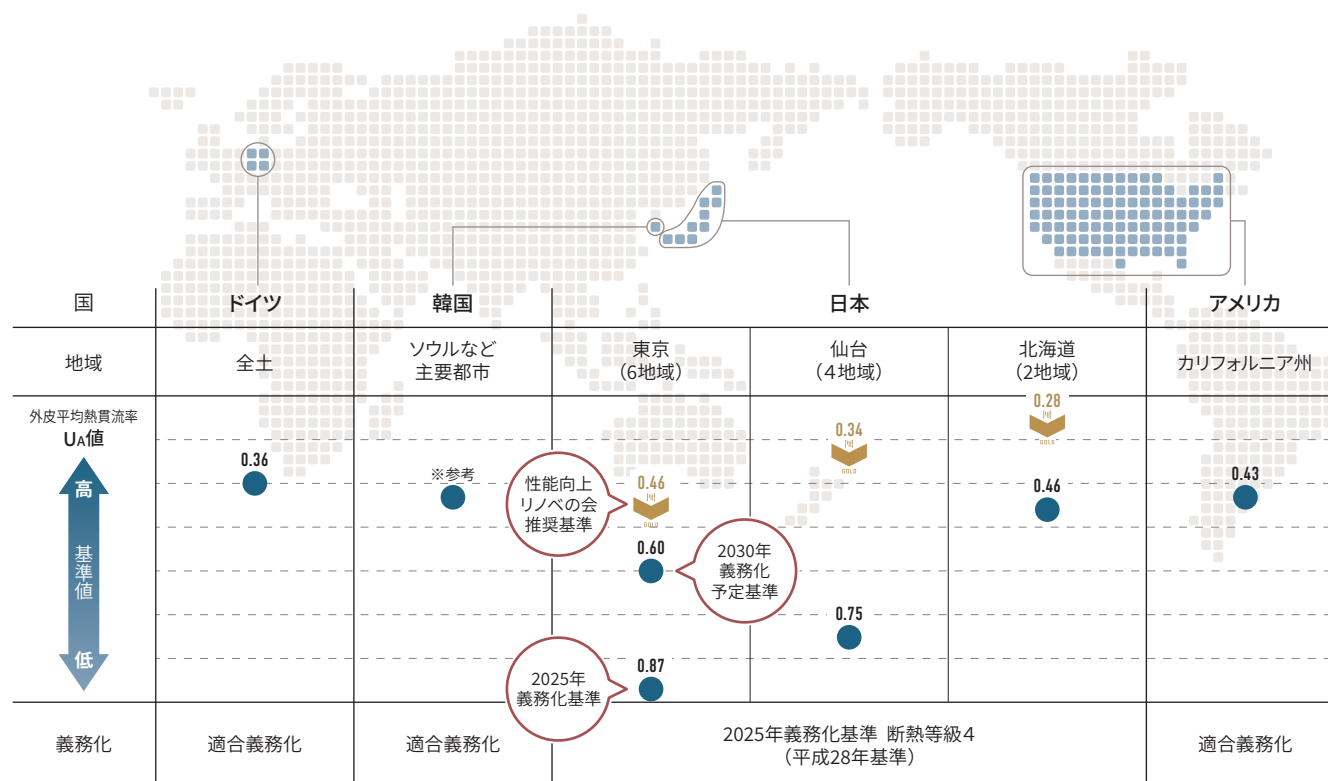 国
ドイツ
韓国
日本
アメリカ
地域
全土
ソウルなど
主要都市
東京
(6地域)
仙台
(4地域)
北海道
(2地域)
カリフォルニア州
外皮平均熱貫流率
UA値
高
基準値
低
0.36
※参考
性能向上
リノベの会
推奨基準
0.46
GOLD
0.60
2030年
義務化
予定基準
2025年
義務化基準
0.87
0.34
GOLD
0.75
0.28
GOLD
0.46
0.43
義務化
適合義務化
適合義務化
2025年義務化基準 断熱等級4
(平成28年基準)
適合義務化